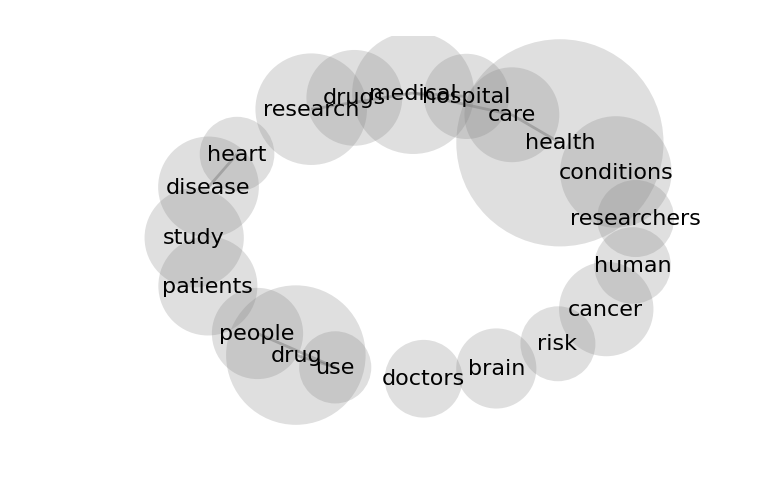 medical
drugs
hospital
research
care
health
heart
conditions
disease
researchers
study
human
patients
cancer
people
risk
drug
use
brain
doctors